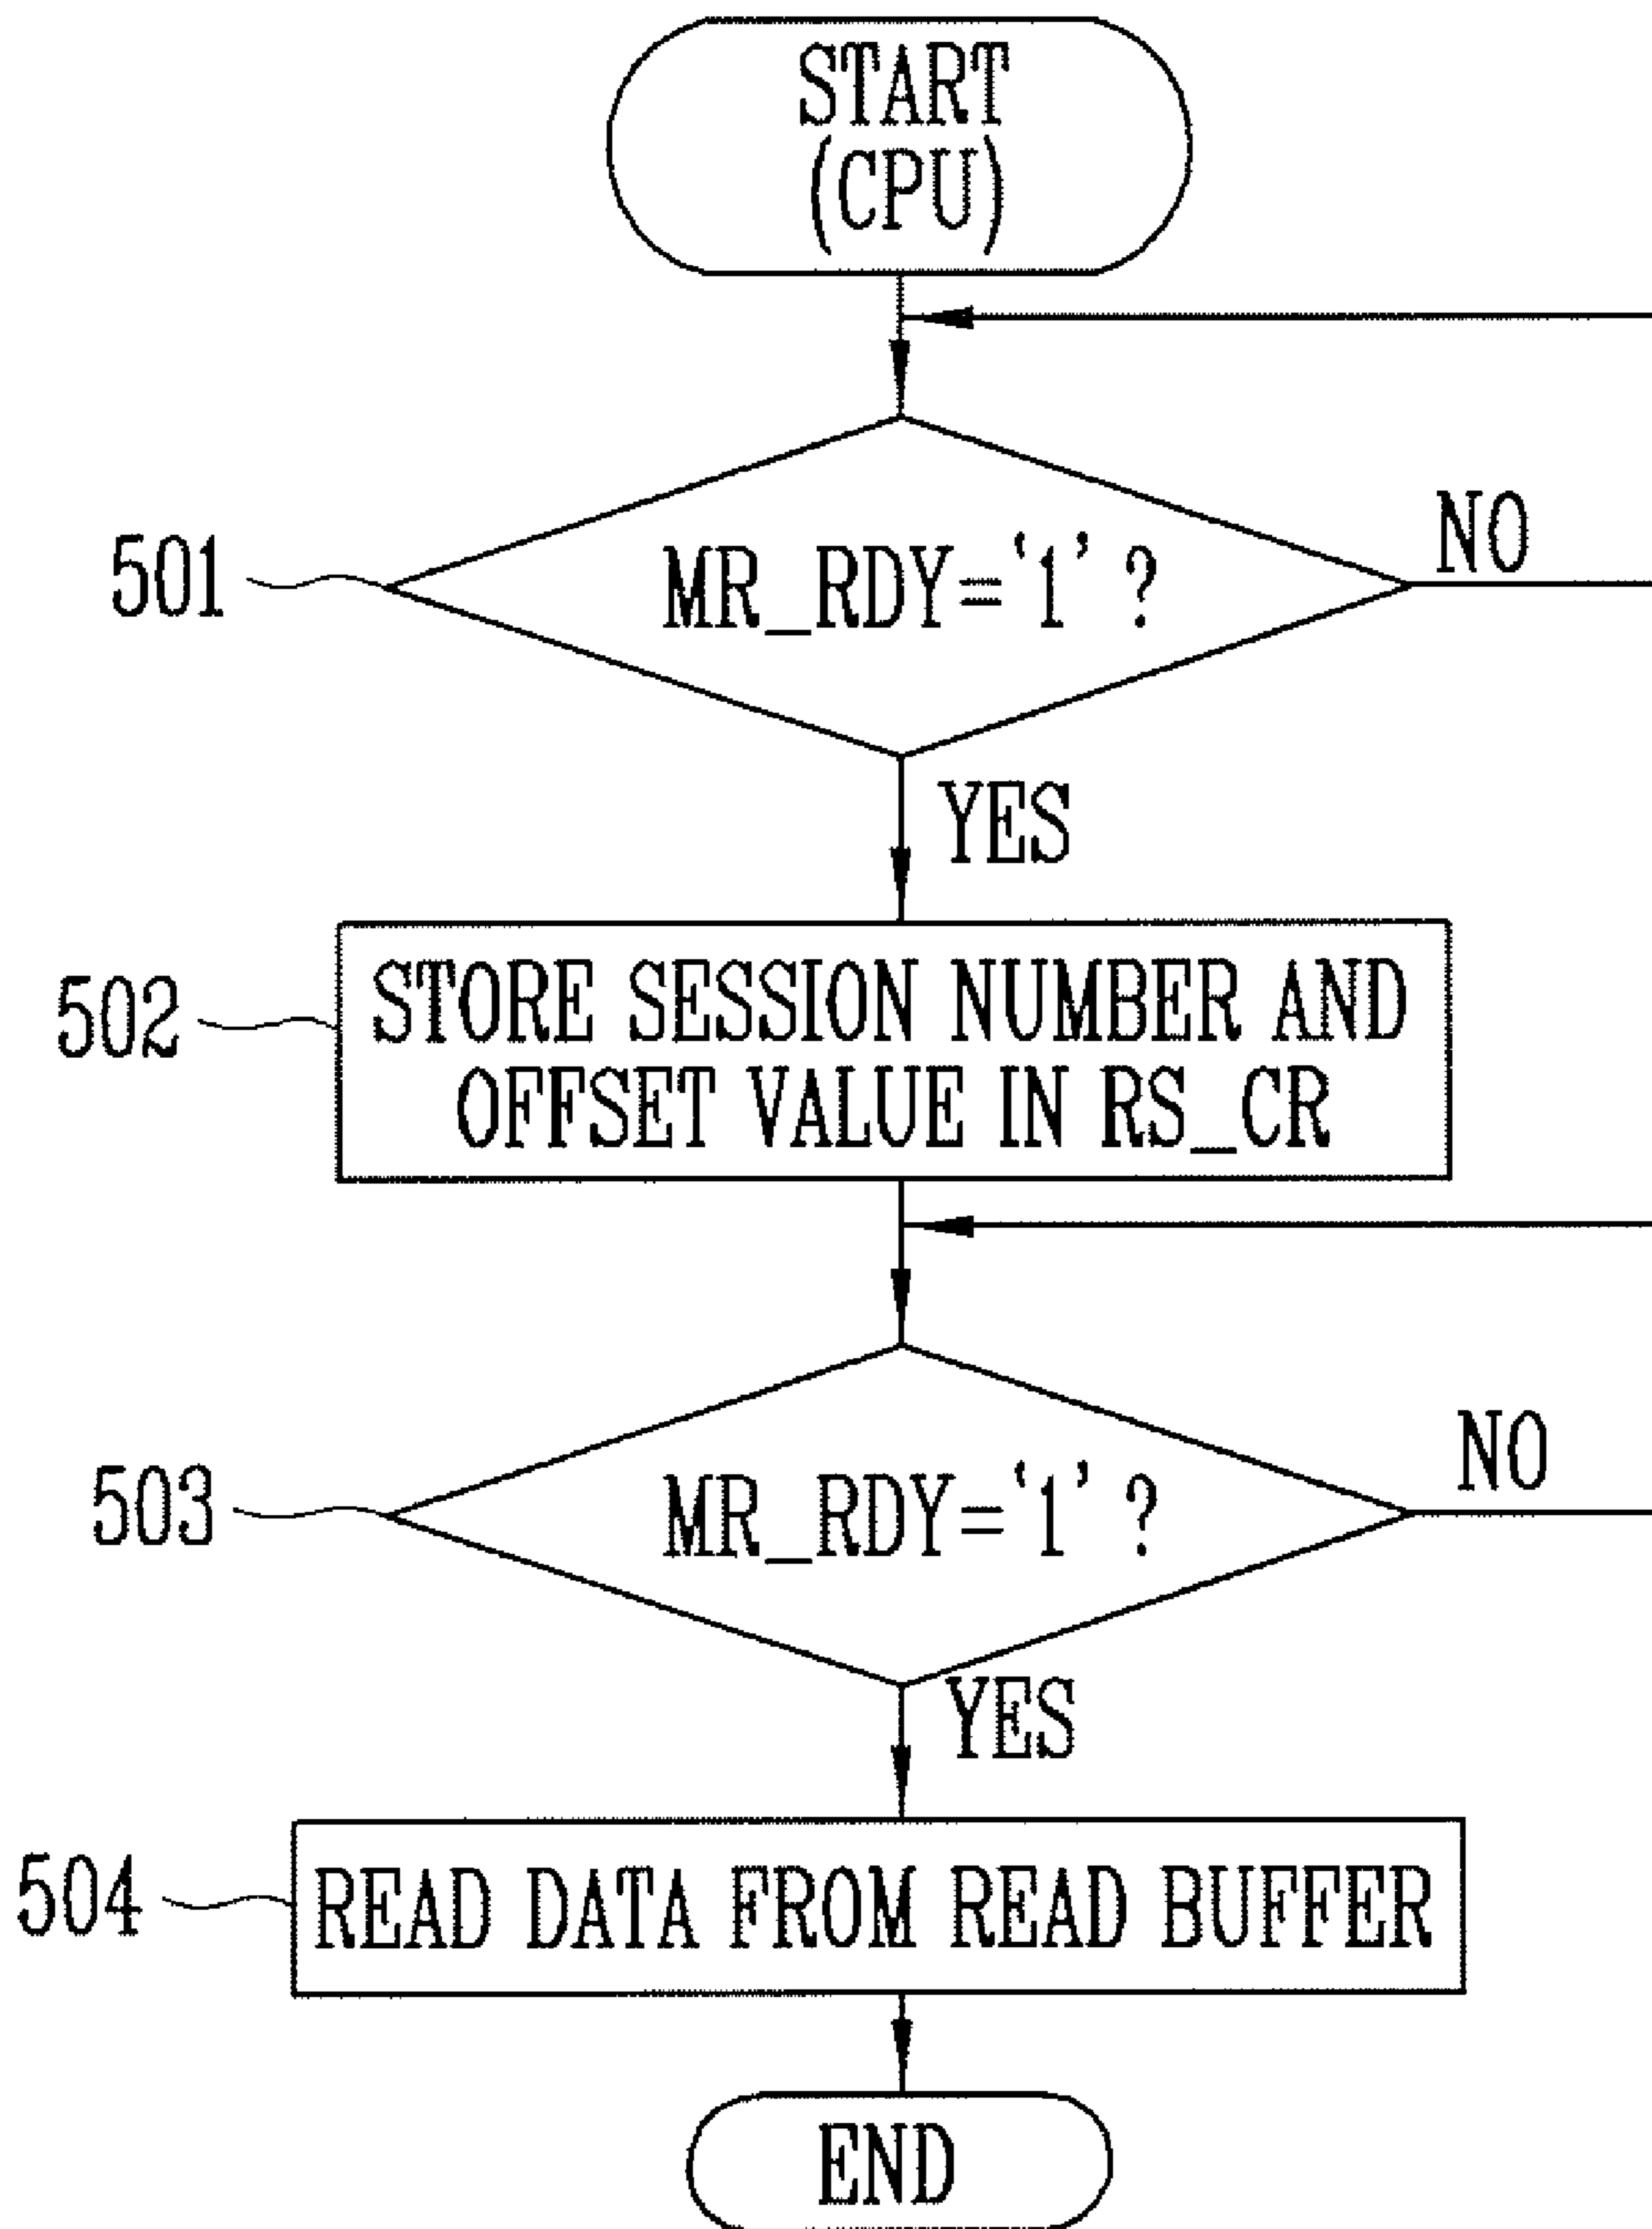 START
(CPU)
501
MR_RDY=‘1’ ?
NO
YES
502
STORE SESSION NUMBER AND
OFFSET VALUE IN RS_CR
503
MR_RDY=‘1’ ?
NO
YES
504
READ DATA FROM READ BUFFER
END